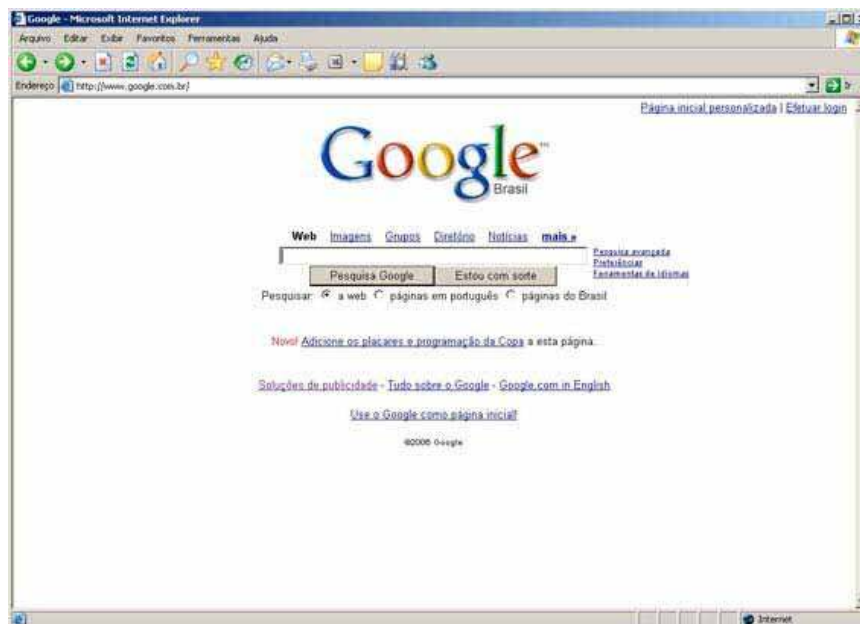 Google - Microsoft Internet Explorer
Arquivo Editar Exibir Favoritos Ferramentas Ajuda
Endereço http://www.google.com.br/ Ir
Página inicial personalizada | Efetuar login
Google™
Brasil
Web Imagens Grupos Diretório Notícias mais »
Pesquisa avançada
Preferências
Ferramentas de idiomas
Pesquisa Google Estou com sorte
Pesquisar: a web páginas em português páginas do Brasil
Novo! Adicione os placares e programação da Copa a esta página.
Soluções de publicidade - Tudo sobre o Google - Google.com in English
Use o Google como página inicial!
©2006 Google
Internet